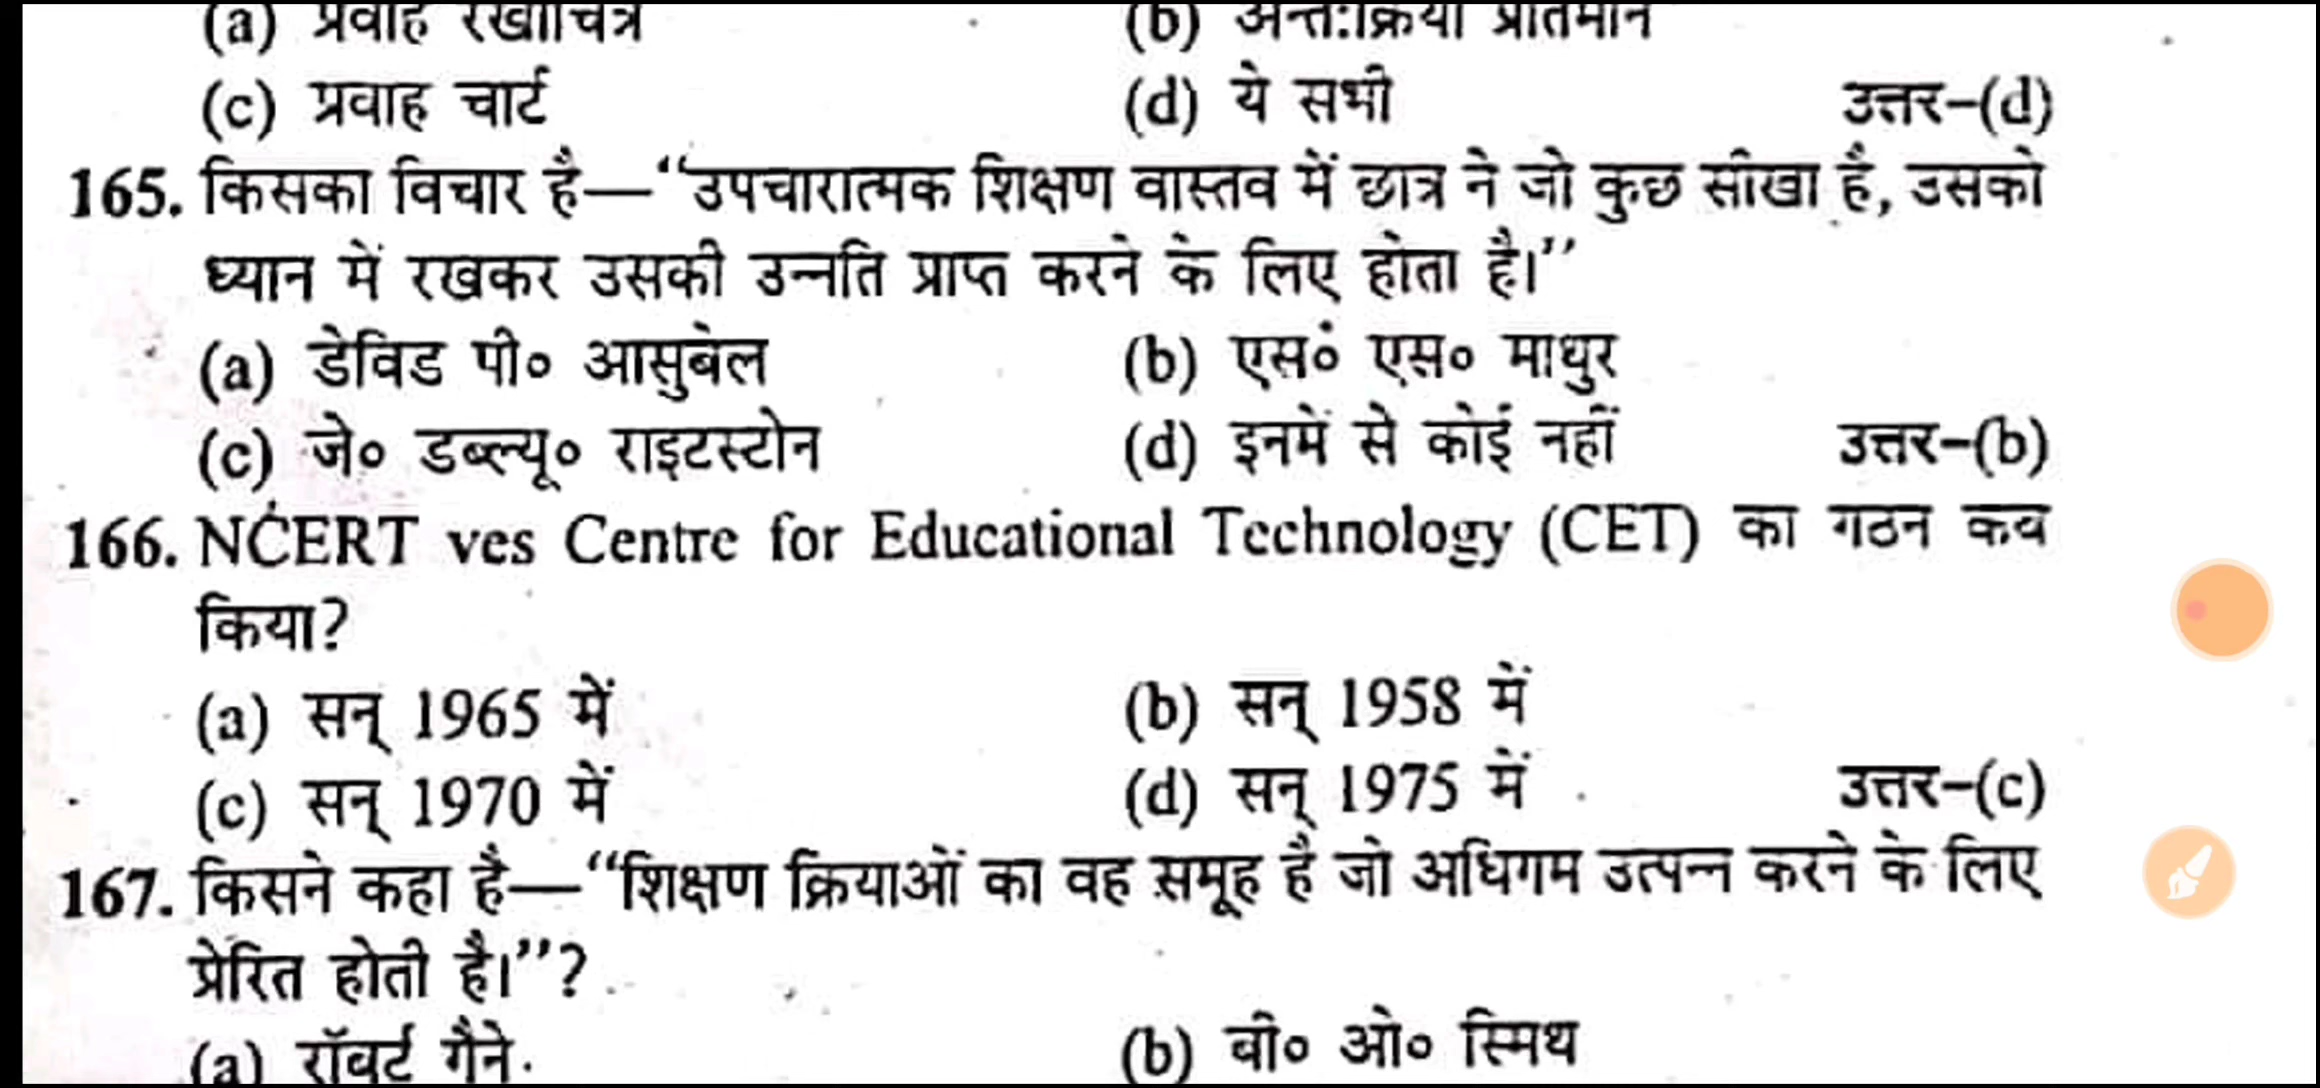 (a) प्रवाह रेखाचित्र (b) अन्तःक्रिया प्रतिमान
(c) प्रवाह चार्ट (d) ये सभी उत्तर–(d)
165. किसका विचार है—“उपचारात्मक शिक्षण वास्तव में छात्र ने जो कुछ सीखा है, उसको
ध्यान में रखकर उसकी उन्नति प्राप्त करने के लिए होता है।”
(a) डेविड पी० आसुबेल (b) एस० एस० माथुर
(c) जे० डब्ल्यू० राइटस्टोन (d) इनमें से कोई नहीं उत्तर–(b)
166. NCERT ves Centre for Educational Technology (CET) का गठन कब
किया?
(a) सन् 1965 में (b) सन् 1958 में
(c) सन् 1970 में (d) सन् 1975 में उत्तर–(c)
167. किसने कहा है—“शिक्षण क्रियाओं का वह समूह है जो अधिगम उत्पन्न करने के लिए
प्रेरित होती है।”?
(a) रॉबर्ट गैने (b) बी० ओ० स्मिथ